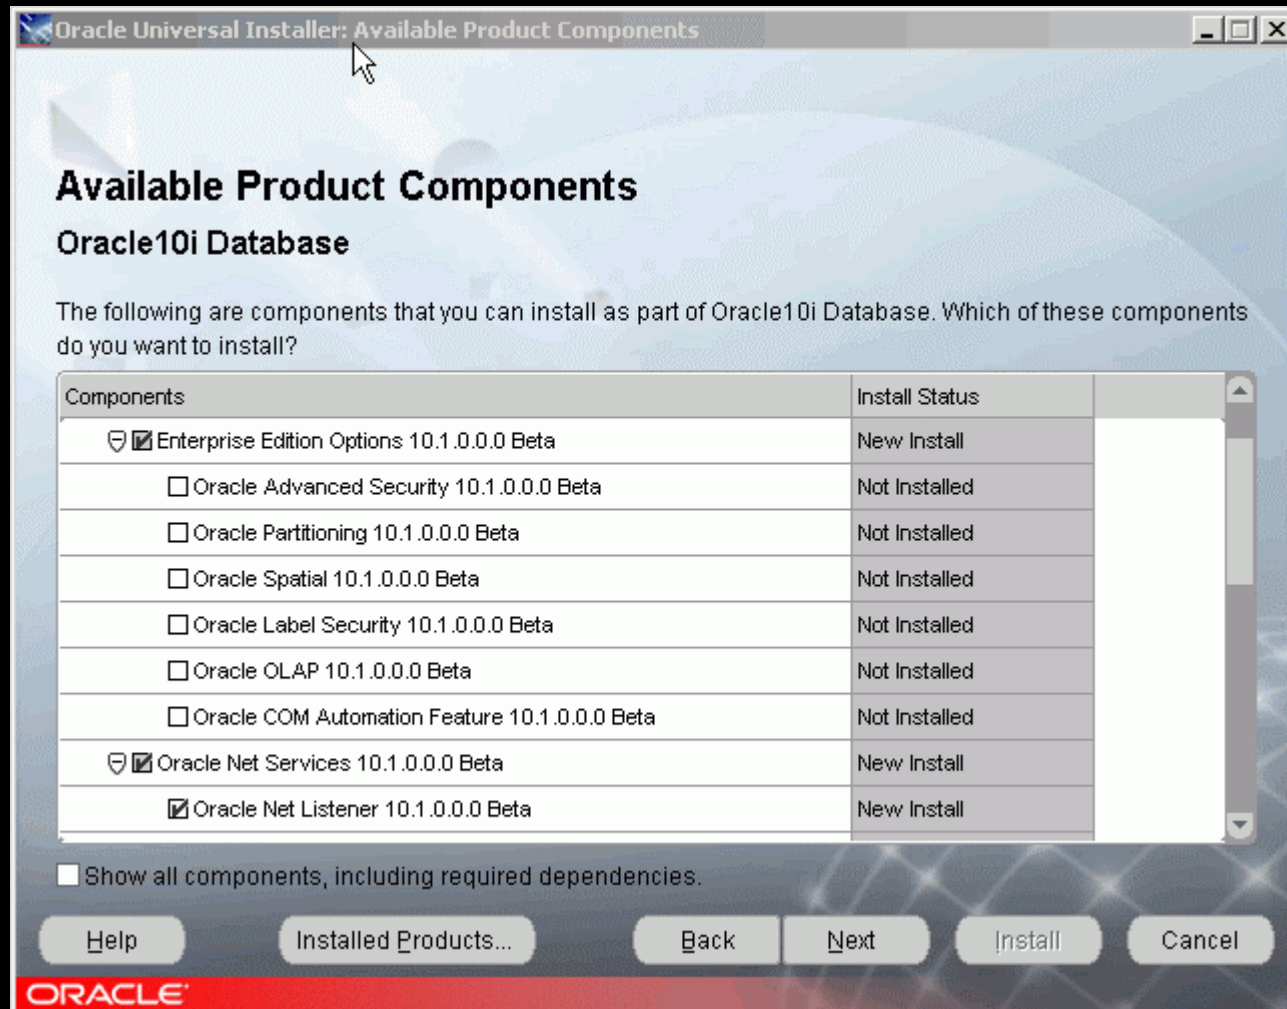 Oracle Universal Installer: Available Product Components
Available Product Components
Oracle10i Database
The following are components that you can install as part of Oracle10i Database. Which of these components
do you want to install?
Components Install Status
Enterprise Edition Options 10.1.0.0.0 Beta New Install
Oracle Advanced Security 10.1.0.0.0 Beta Not Installed
Oracle Partitioning 10.1.0.0.0 Beta Not Installed
Oracle Spatial 10.1.0.0.0 Beta Not Installed
Oracle Label Security 10.1.0.0.0 Beta Not Installed
Oracle OLAP 10.1.0.0.0 Beta Not Installed
Oracle COM Automation Feature 10.1.0.0.0 Beta Not Installed
Oracle Net Services 10.1.0.0.0 Beta New Install
Oracle Net Listener 10.1.0.0.0 Beta New Install
Show all components, including required dependencies.
Help Installed Products... Back Next Install Cancel
ORACLE